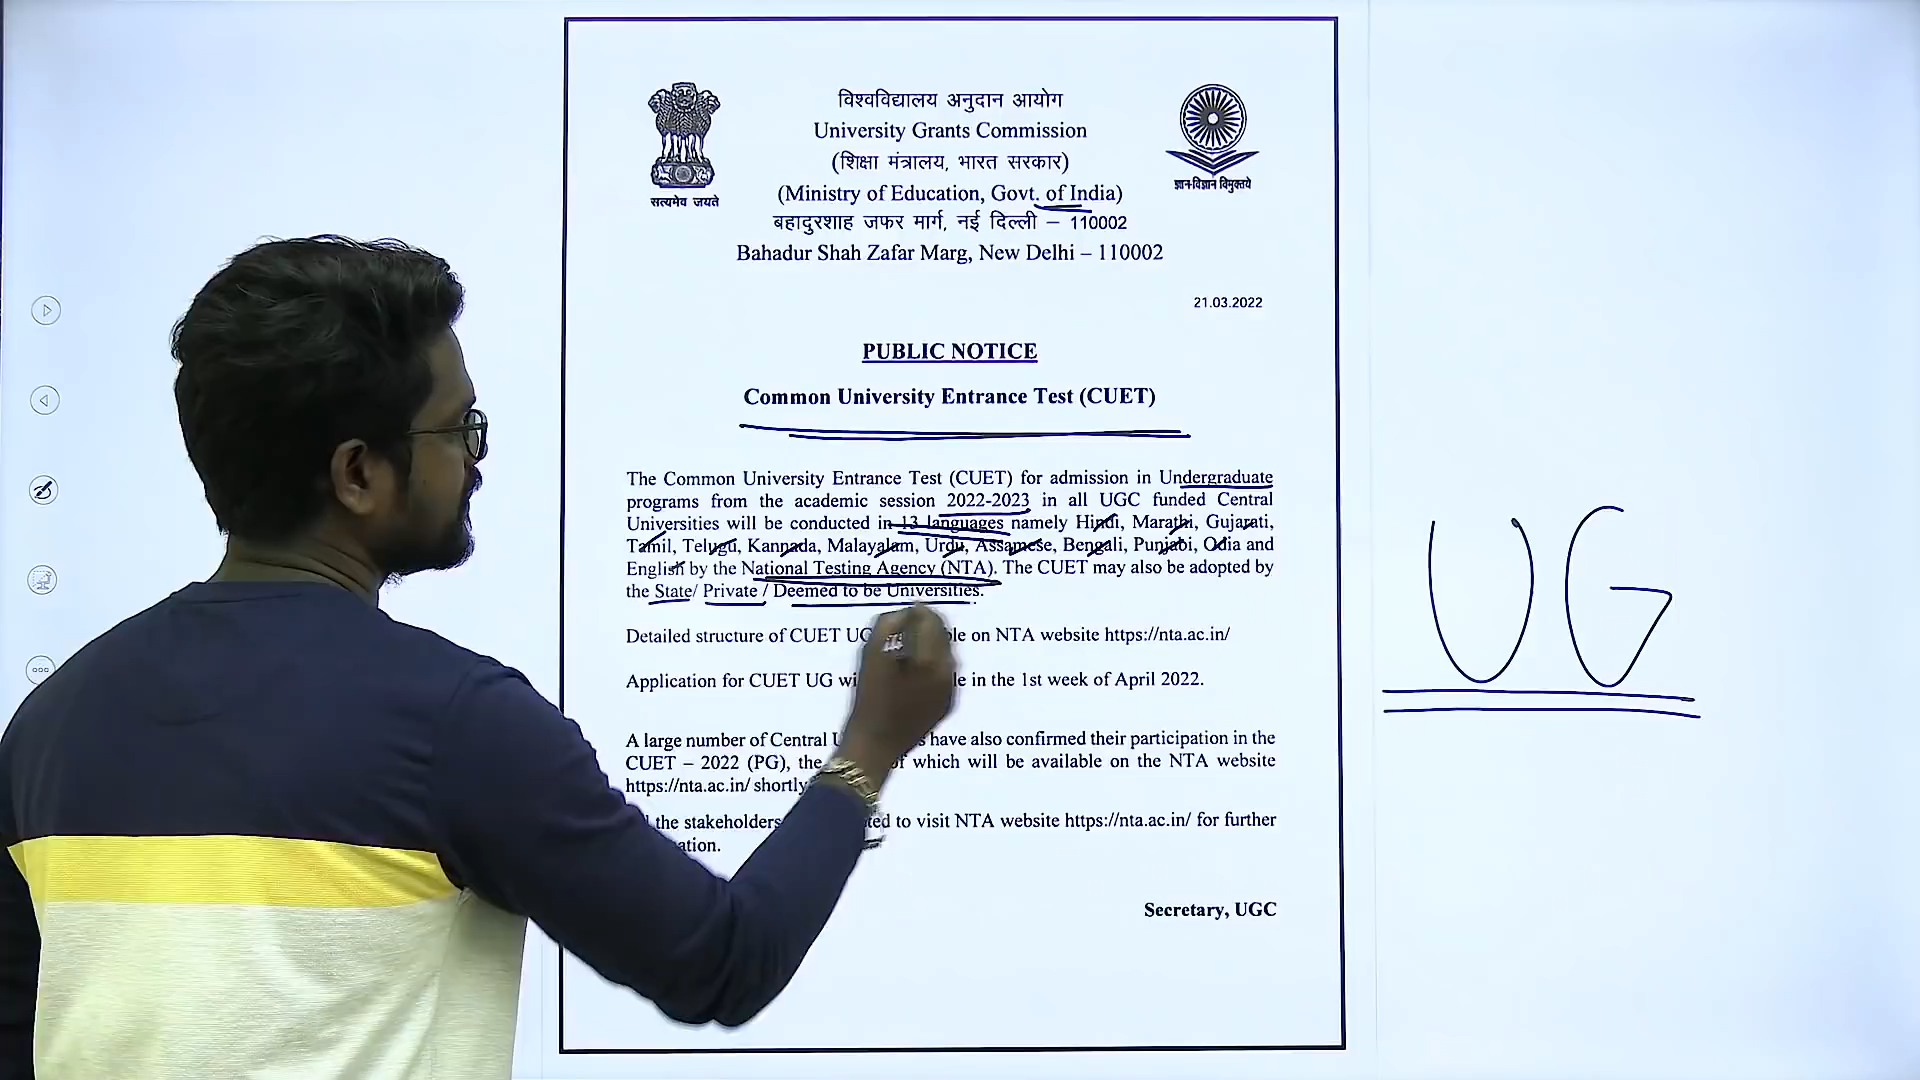 विश्वविद्यालय अनुदान आयोग
University Grants Commission
(शिक्षा मंत्रालय, भारत सरकार)
(Ministry of Education, Govt. of India)
बहादुरशाह जफर मार्ग, नई दिल्ली – 110002
Bahadur Shah Zafar Marg, New Delhi – 110002
सत्यमेव जयते
ज्ञान-विज्ञान विमुक्तये
21.03.2022
PUBLIC NOTICE
Common University Entrance Test (CUET)
The Common University Entrance Test (CUET) for admission in Undergraduate
programs from the academic session 2022-2023 in all UGC funded Central
Universities will be conducted in 13 languages namely Hindi, Marathi, Gujarati,
Tamil, Telugu, Kannada, Malayalam, Urdu, Assamese, Bengali, Punjabi, Odia and
English by the National Testing Agency (NTA). The CUET may also be adopted by
the State/ Private / Deemed to be Universities.
Detailed structure of CUET UG on NTA website https://nta.ac.in/
Application for CUET UG in the 1st week of April 2022.
A large number of Central have also confirmed their participation in the
CUET – 2022 (PG), the which will be available on the NTA website
https://nta.ac.in/ shortly
the stakeholders to visit NTA website https://nta.ac.in/ for further
Secretary, UGC
UG